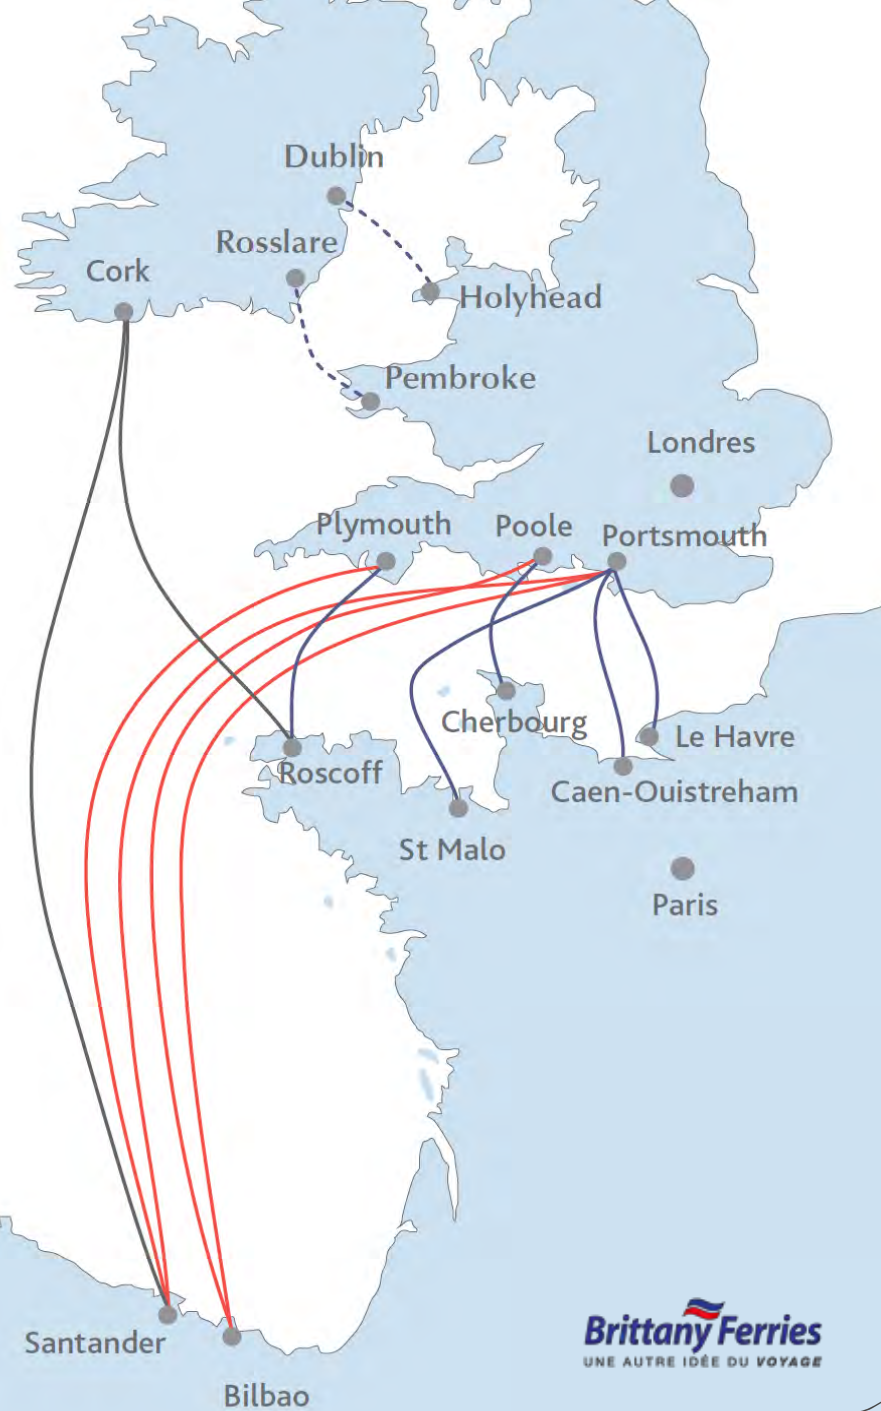 Dublin
Rosslare
Cork
Holyhead
Pembroke
Londres
Plymouth
Poole
Portsmouth
Cherbourg
Le Havre
Roscoff
Caen-Ouistreham
St Malo
Paris
Santander
Bilbao
Brittany Ferries
UNE AUTRE IDÉE DU VOYAGE